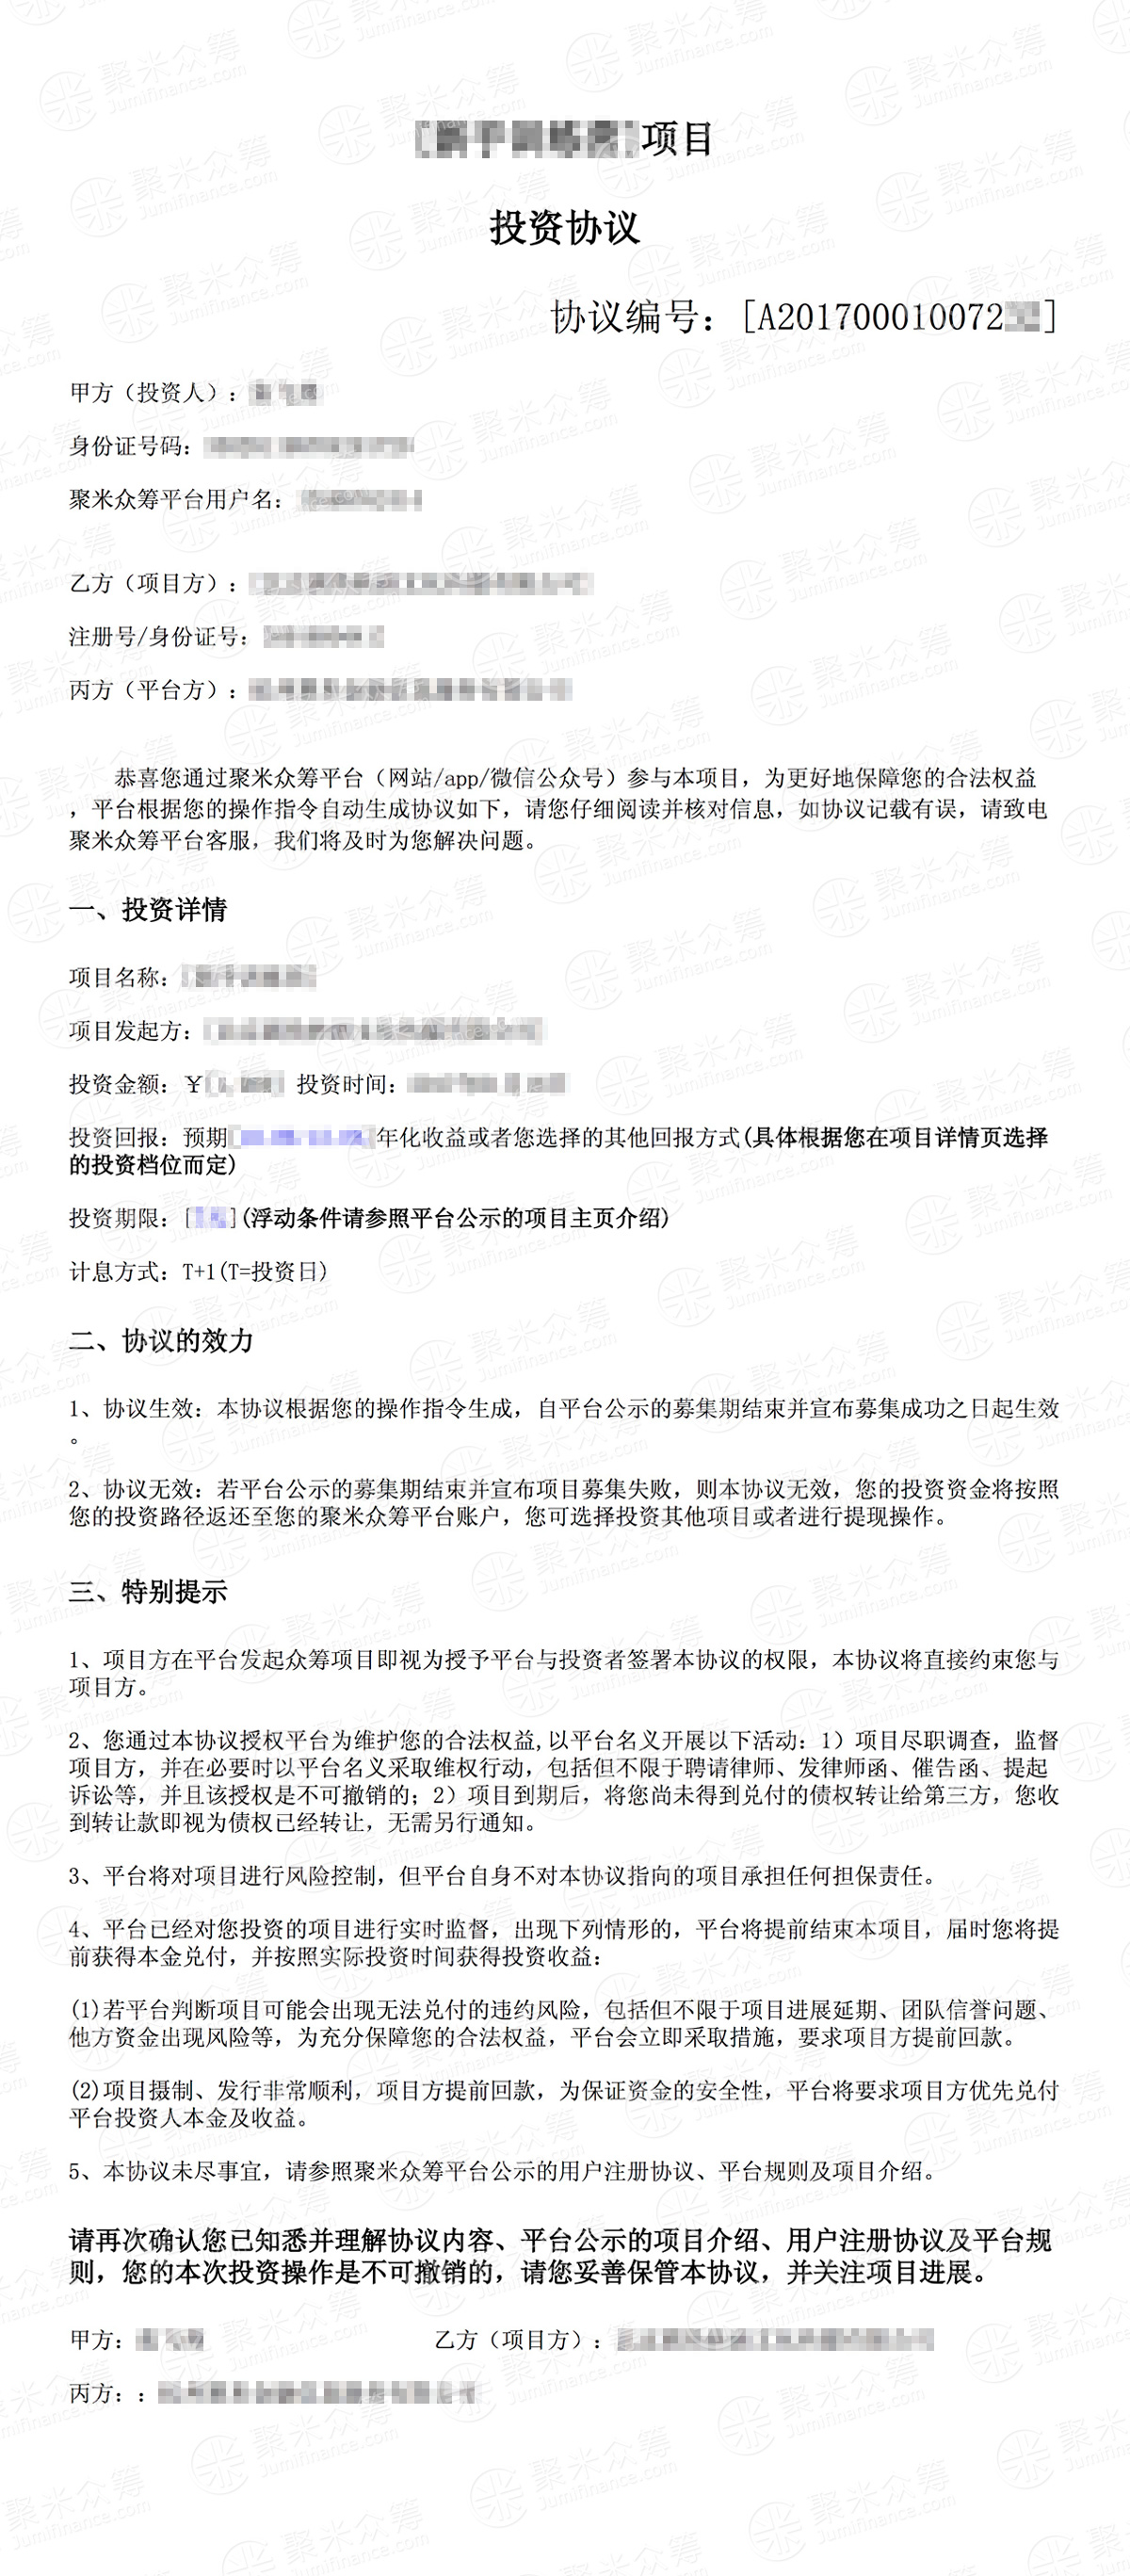 项目
投资协议
协议编号：[A201700010072]
甲方（投资人）：
身份证号码：
聚米众筹平台用户名：
乙方（项目方）：
注册号/身份证号：
丙方（平台方）：
恭喜您通过聚米众筹平台（网站/app/微信公众号）参与本项目，为更好地保障您的合法权益
，平台根据您的操作指令自动生成协议如下，请您仔细阅读并核对信息，如协议记载有误，请致电
聚米众筹平台客服，我们将及时为您解决问题。
一、投资详情
项目名称：
项目发起方：
投资金额：￥ 投资时间：
投资回报：预期 年化收益或者您选择的其他回报方式(具体根据您在项目详情页选择
的投资档位而定)
投资期限：[ ](浮动条件请参照平台公示的项目主页介绍)
计息方式：T+1(T=投资日)
二、协议的效力
1、协议生效：本协议根据您的操作指令生成，自平台公示的募集期结束并宣布募集成功之日起生效
。
2、协议无效：若平台公示的募集期结束并宣布项目募集失败，则本协议无效，您的投资资金将按照
您的投资路径返还至您的聚米众筹平台账户，您可选择投资其他项目或者进行提现操作。
三、特别提示
1、项目方在平台发起众筹项目即视为授予平台与投资者签署本协议的权限，本协议将直接约束您与
项目方。
2、您通过本协议授权平台为维护您的合法权益,以平台名义开展以下活动：1）项目尽职调查，监督
项目方，并在必要时以平台名义采取维权行动，包括但不限于聘请律师、发律师函、催告函、提起
诉讼等，并且该授权是不可撤销的；2）项目到期后，将您尚未得到兑付的债权转让给第三方，您收
到转让款即视为债权已经转让，无需另行通知。
3、平台将对项目进行风险控制，但平台自身不对本协议指向的项目承担任何担保责任。
4、平台已经对您投资的项目进行实时监督，出现下列情形的，平台将提前结束本项目，届时您将提
前获得本金兑付，并按照实际投资时间获得投资收益：
(1)若平台判断项目可能会出现无法兑付的违约风险，包括但不限于项目进展延期、团队信誉问题、
他方资金出现风险等，为充分保障您的合法权益，平台会立即采取措施，要求项目方提前回款。
(2)项目摄制、发行非常顺利，项目方提前回款，为保证资金的安全性，平台将要求项目方优先兑付
平台投资人本金及收益。
5、本协议未尽事宜，请参照聚米众筹平台公示的用户注册协议、平台规则及项目介绍。
请再次确认您已知悉并理解协议内容、平台公示的项目介绍、用户注册协议及平台规
则，您的本次投资操作是不可撤销的，请您妥善保管本协议，并关注项目进展。
甲方： 乙方（项目方）：
丙方：：
聚米众筹
Jumifinance.com